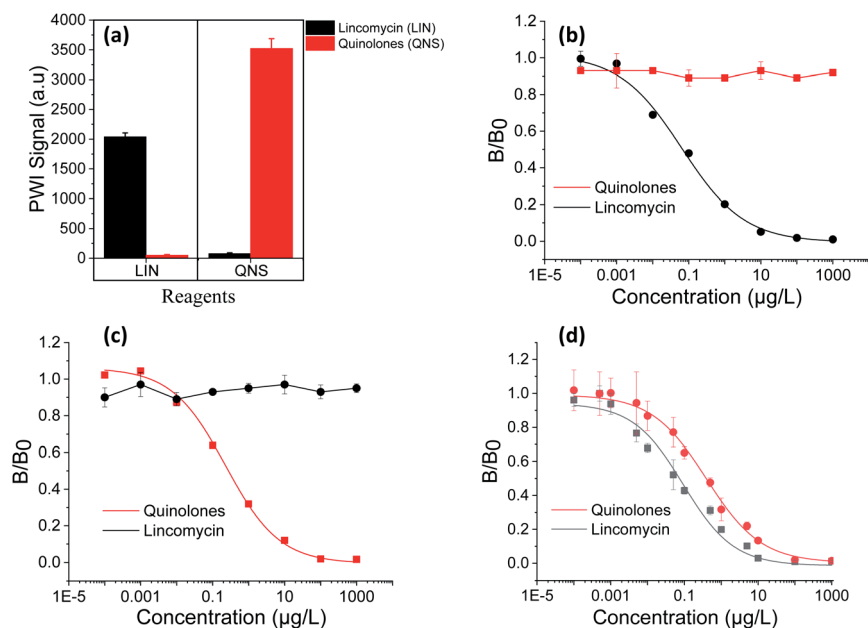 (a)
Lincomycin (LIN)
Quinolones (QNS)
PWI Signal (a.u)
4000
3500
3000
2500
2000
1500
1000
500
0
LIN
QNS
Reagents
(b)
B/B0
1.2
1.0
0.8
0.6
0.4
0.2
0.0
Quinolones
Lincomycin
1E-5
0.001
0.1
10
1000
Concentration (µg/L)
(c)
B/B0
1.2
1.0
0.8
0.6
0.4
0.2
0.0
Quinolones
Lincomycin
1E-5
0.001
0.1
10
1000
Concentration (µg/L)
(d)
B/B0
1.2
1.0
0.8
0.6
0.4
0.2
0.0
Quinolones
Lincomycin
1E-5
0.001
0.1
10
1000
Concentration (µg/L)